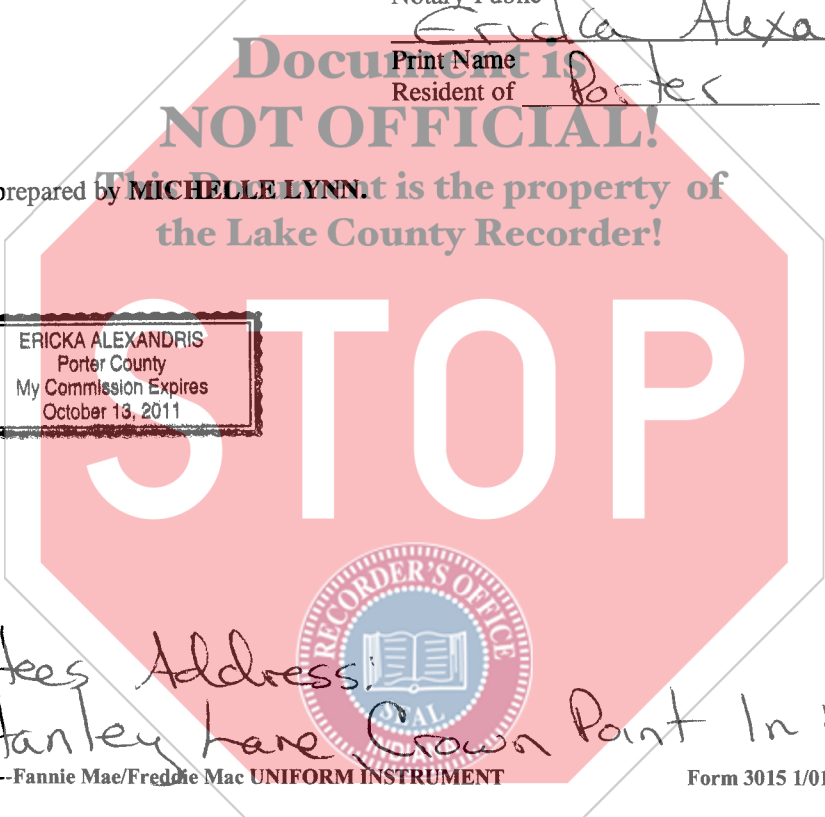 Notary Public
Ericka Alexa
Print Name
Resident of Porter
Document is
NOT OFFICIAL!
This Document is the property of
the Lake County Recorder!
prepared by MICHELLE LYNN.
STOP
ERICKA ALEXANDRIS
Porter County
My Commission Expires
October 13, 2011
RECORDER'S OFFICE
SEAL
INDIANA
tees Address:
tanley Lane Crown Point In
--Fannie Mae/Freddie Mac UNIFORM INSTRUMENT
Form 3015 1/01